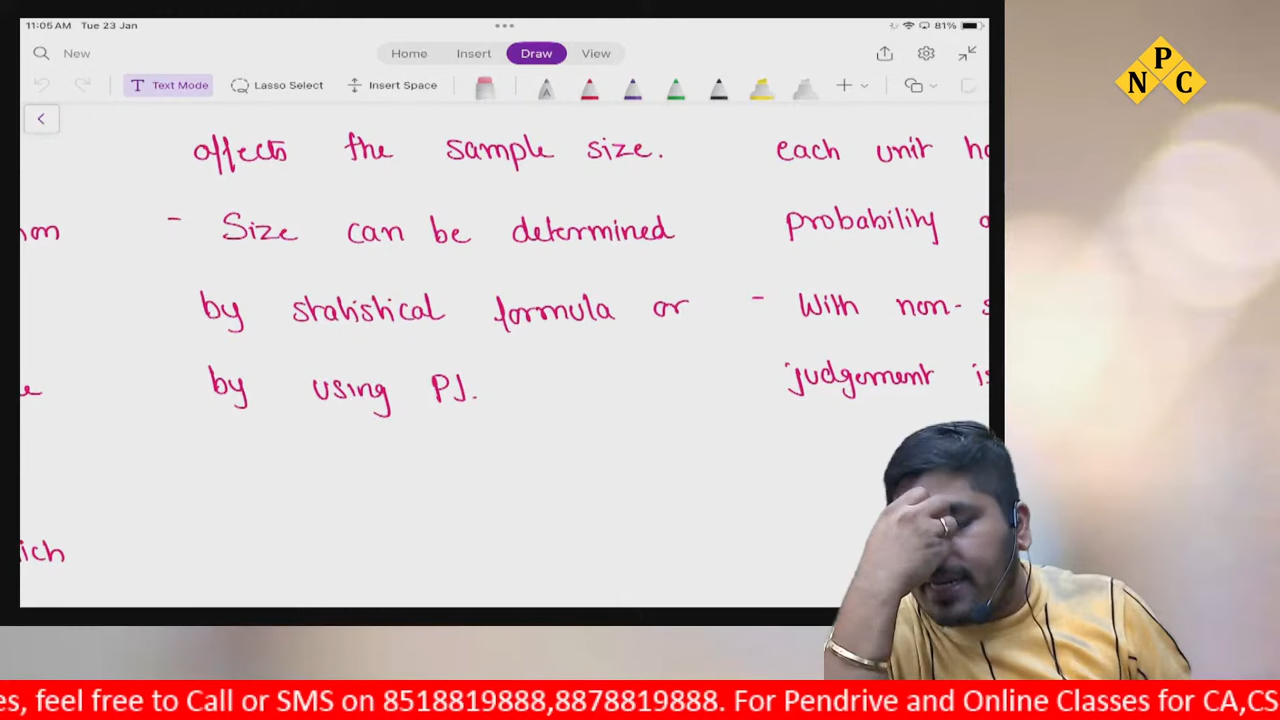 11:05 AM Tue 23 Jan
81%
New
Home Insert Draw View
Text Mode Lasso Select Insert Space
N P C
affects the sample size.
- Size can be determined
by statistical formula or
by using PJ.
each unit
probability
- With non-
judgement is
ich
es, feel free to Call or SMS on 8518819888,8878819888. For Pendrive and Online Classes for CA,CS